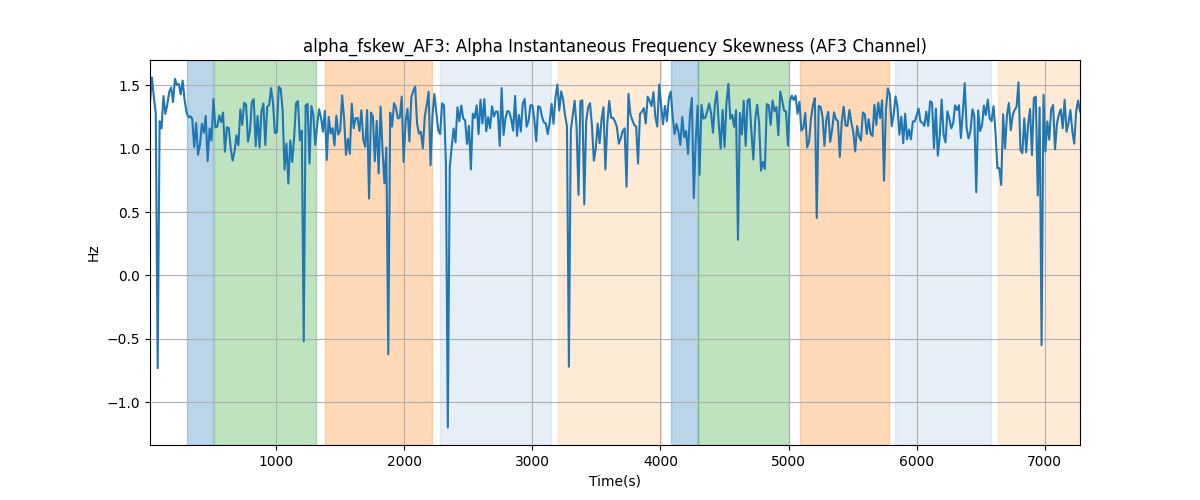 alpha_fskew_AF3: Alpha Instantaneous Frequency Skewness (AF3 Channel)
1.5
1.0
0.5
0.0
−0.5
−1.0
Hz
1000 2000 3000 4000 5000 6000 7000
Time(s)